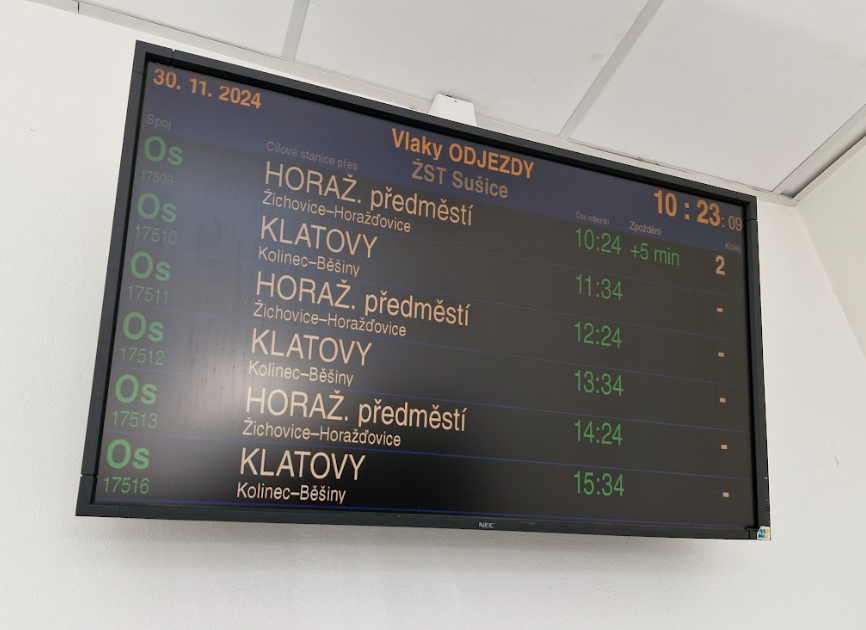 30. 11. 2024
Vlaky ODJEZDY
ŽST Sušice
10 : 23 : 09
Spoj
Cílová stanice přes
Čas odjezdu
Zpoždění
Kolej
Os 17509 HORAŽ. předměstí Žichovice–Horažďovice 10:24 +5 min 2
Os 17510 KLATOVY Kolinec–Běšiny 11:34 -
Os 17511 HORAŽ. předměstí Žichovice–Horažďovice 12:24 -
Os 17512 KLATOVY Kolinec–Běšiny 13:34 -
Os 17513 HORAŽ. předměstí Žichovice–Horažďovice 14:24 -
Os 17516 KLATOVY Kolinec–Běšiny 15:34 -
NEC